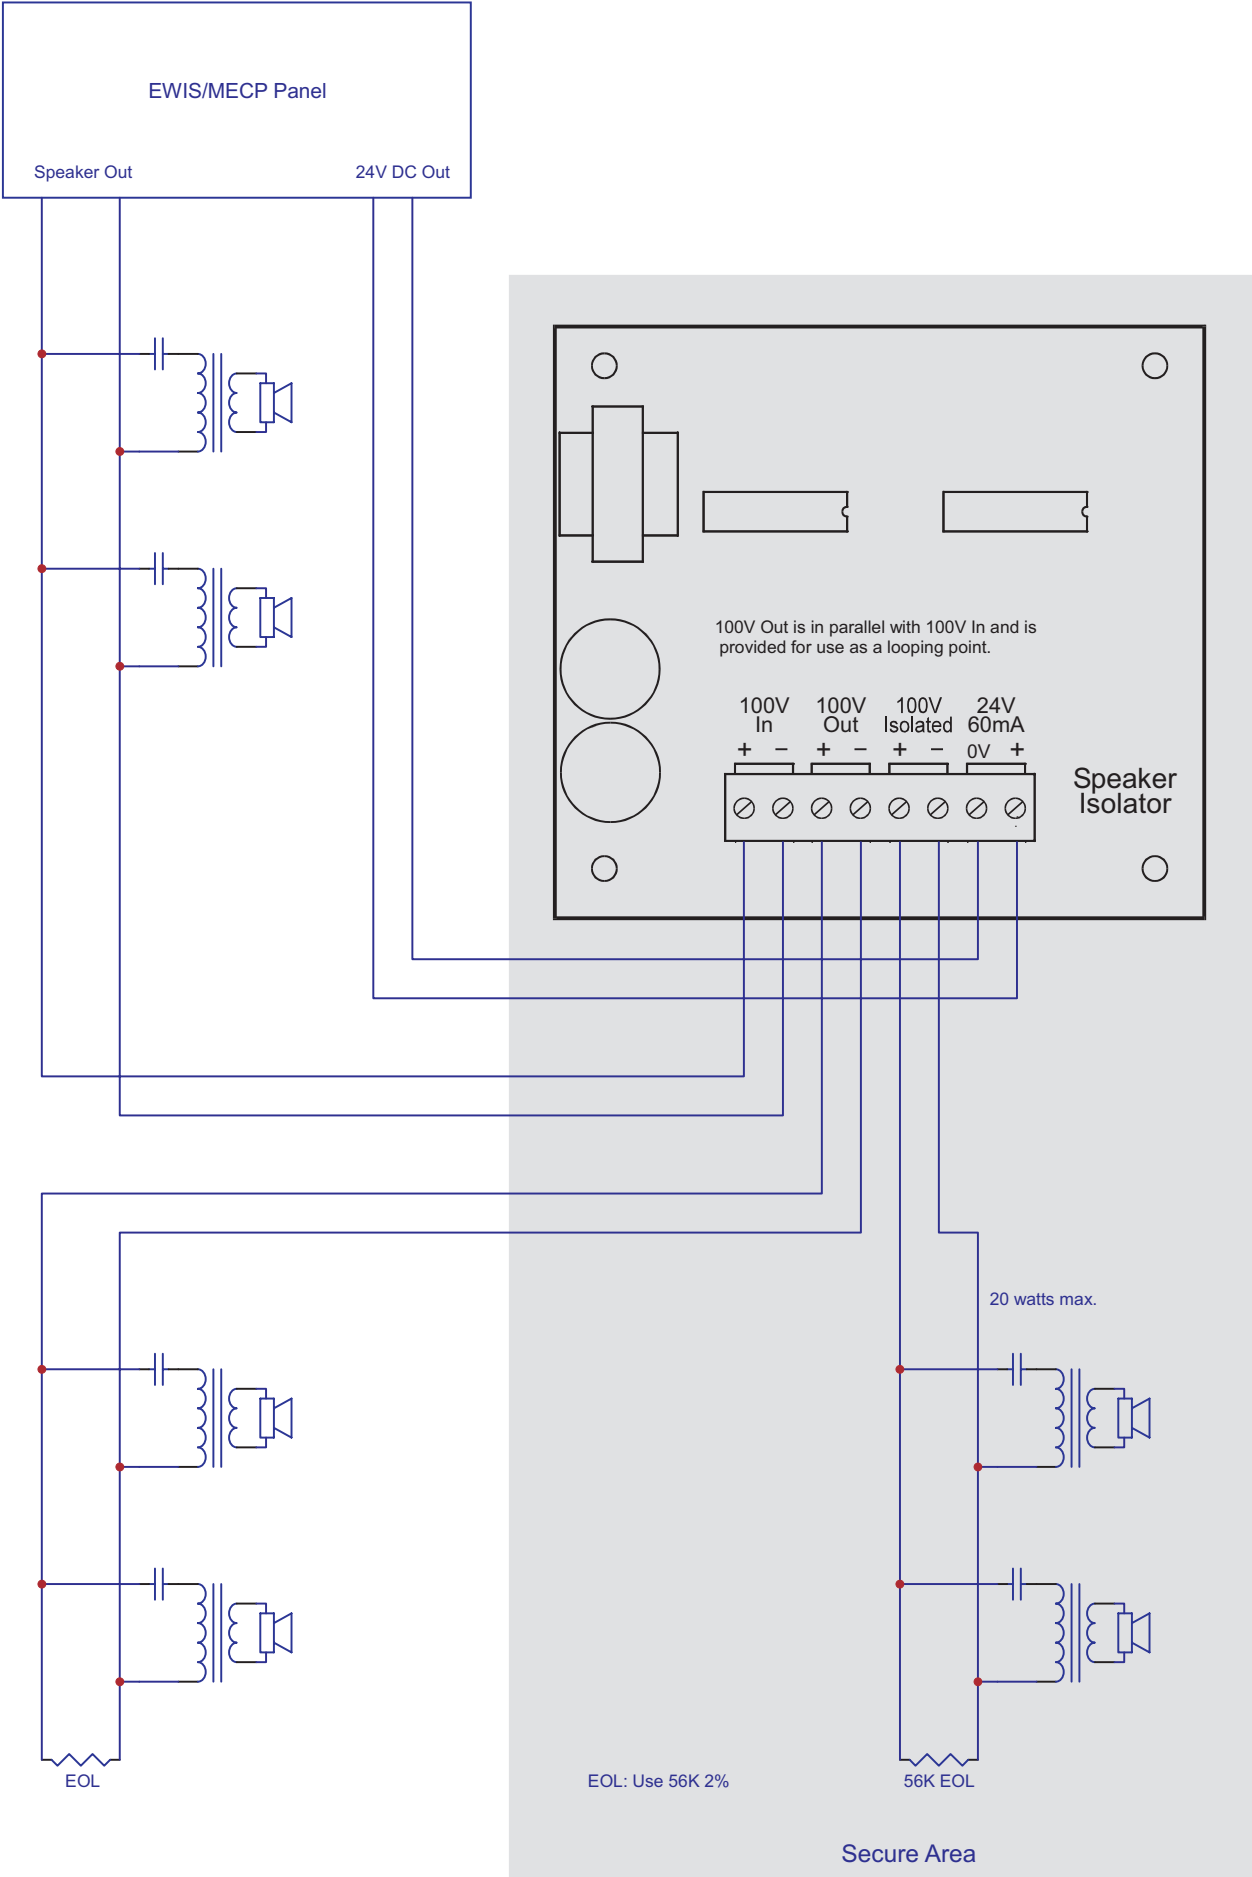 EWIS/MECP Panel
Speaker Out
24V DC Out
100V Out is in parallel with 100V In and is
provided for use as a looping point.
100V 100V 100V 24V
In Out Isolated 60mA
+ − + − + − 0V +
Speaker
Isolator
20 watts max.
EOL
EOL: Use 56K 2%
56K EOL
Secure Area